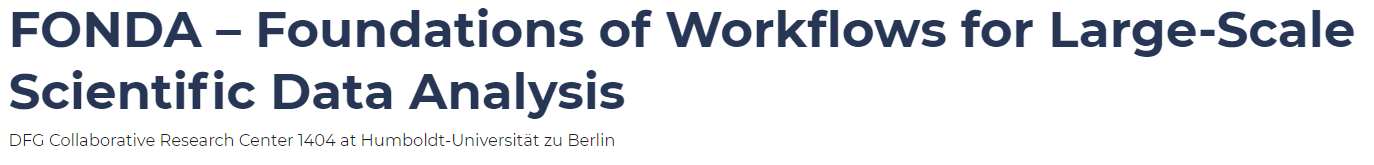 FONDA – Foundations of Workflows for Large-Scale
Scientific Data Analysis
DFG Collaborative Research Center 1404 at Humboldt-Universität zu Berlin